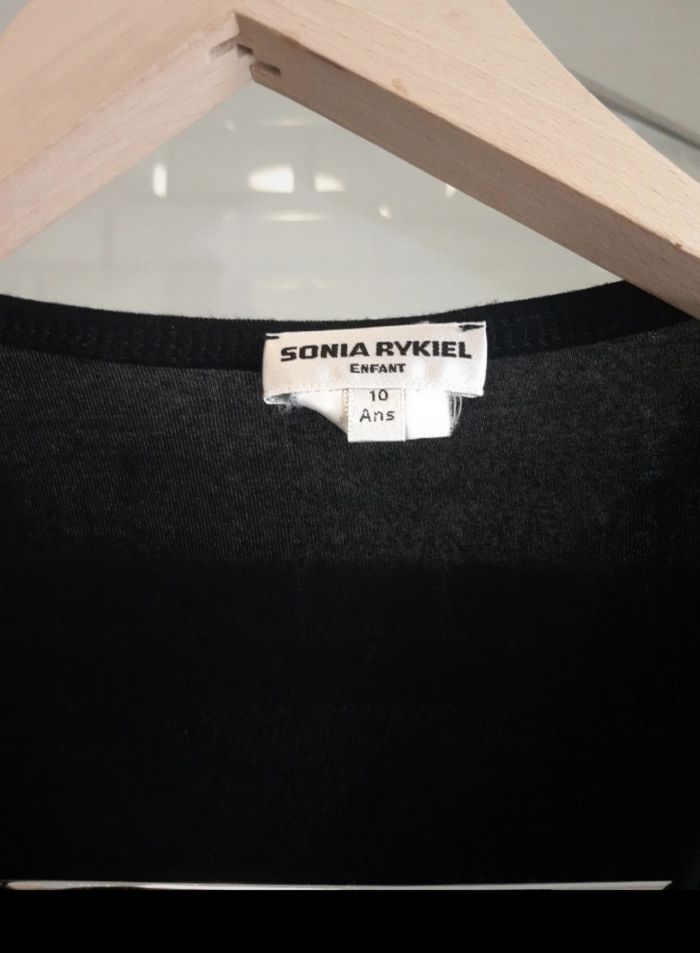 SONIA RYKIEL
ENFANT
10
Ans